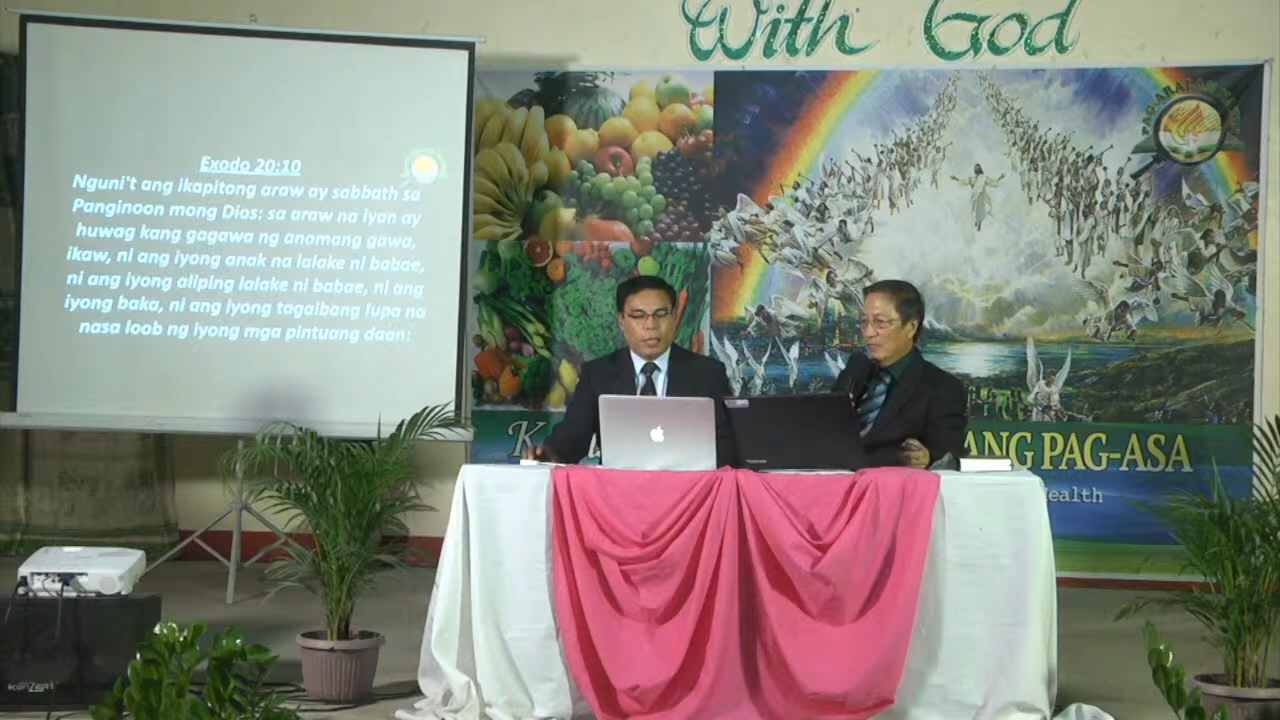 With God
Exodo 20:10
Nguni't ang ikapitong araw ay sabbath sa
Panginoon mong Dios: sa araw na iyan ay
huwag kang gagawa ng anomang gawa,
ikaw, ni ang iyong anak na lalake ni babae,
ni ang iyong aliping lalake ni babae, ni ang
iyong baka, ni ang iyong tagaibang lupa na
nasa loob ng iyong mga pintuang daan:
ANG PAG-ASA
ealth